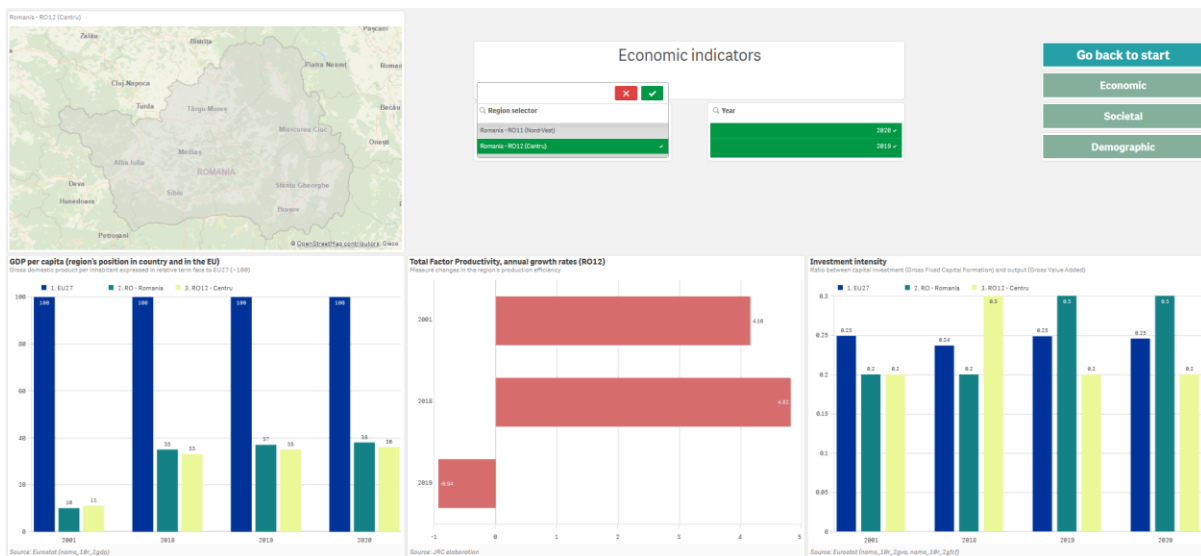 Romania - RO12 (Centru)
Zalău
Bistrița
Pașcani
Piatra Neamț
Roman
Cluj-Napoca
Turda
Târgu Mureș
Bacău
Miercurea Ciuc
Onești
Mediaș
Alba Iulia
ROMANIA
Deva
Sibiu
Sfântu Gheorghe
Hunedoara
Brașov
Petroșani
© OpenStreetMap contributors, Gisco
Economic indicators
Region selector
Romania - RO11 (Nord-Vest)
Romania - RO12 (Centru)
Year
2020
2019
Go back to start
Economic
Societal
Demographic
GDP per capita (region's position in country and in the EU)
Gross domestic product per inhabitant expressed in relative term face to EU27 (=100)
1. EU27 2. RO - Romania 3. RO12 - Centru
100
80
60
40
20
0
100 100 100 100
10 11 35 33 37 35 38 36
2001 2018 2019 2020
Source: Eurostat (nama_10r_2gdp)
Total Factor Productivity, annual growth rates (RO12)
Measure changes in the region's production efficiency
2001
4.16
2018
4.82
2019
-0.94
-1 0 1 2 3 4 5
Source: JRC elaboration
Investment intensity
Ratio between capital investment (Gross Fixed Capital Formation) and output (Gross Value Added)
1. EU27 2. RO - Romania 3. RO12 - Centru
0.3
0.25
0.2
0.15
0.1
0.05
0
0.25 0.2 0.2
0.24 0.2 0.3
0.25 0.3 0.2
0.25 0.3 0.2
2001 2018 2019 2020
Source: Eurostat (nama_10r_2gva, nama_10r_2gfcf)